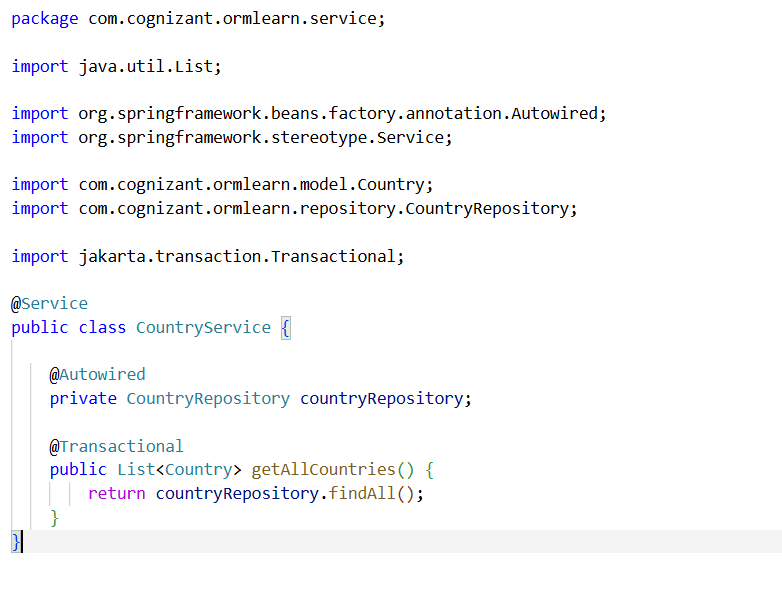 package com.cognizant.ormlearn.service;
import java.util.List;
import org.springframework.beans.factory.annotation.Autowired;
import org.springframework.stereotype.Service;
import com.cognizant.ormlearn.model.Country;
import com.cognizant.ormlearn.repository.CountryRepository;
import jakarta.transaction.Transactional;
@Service
public class CountryService {
@Autowired
private CountryRepository countryRepository;
@Transactional
public List<Country> getAllCountries() {
return countryRepository.findAll();
}
}